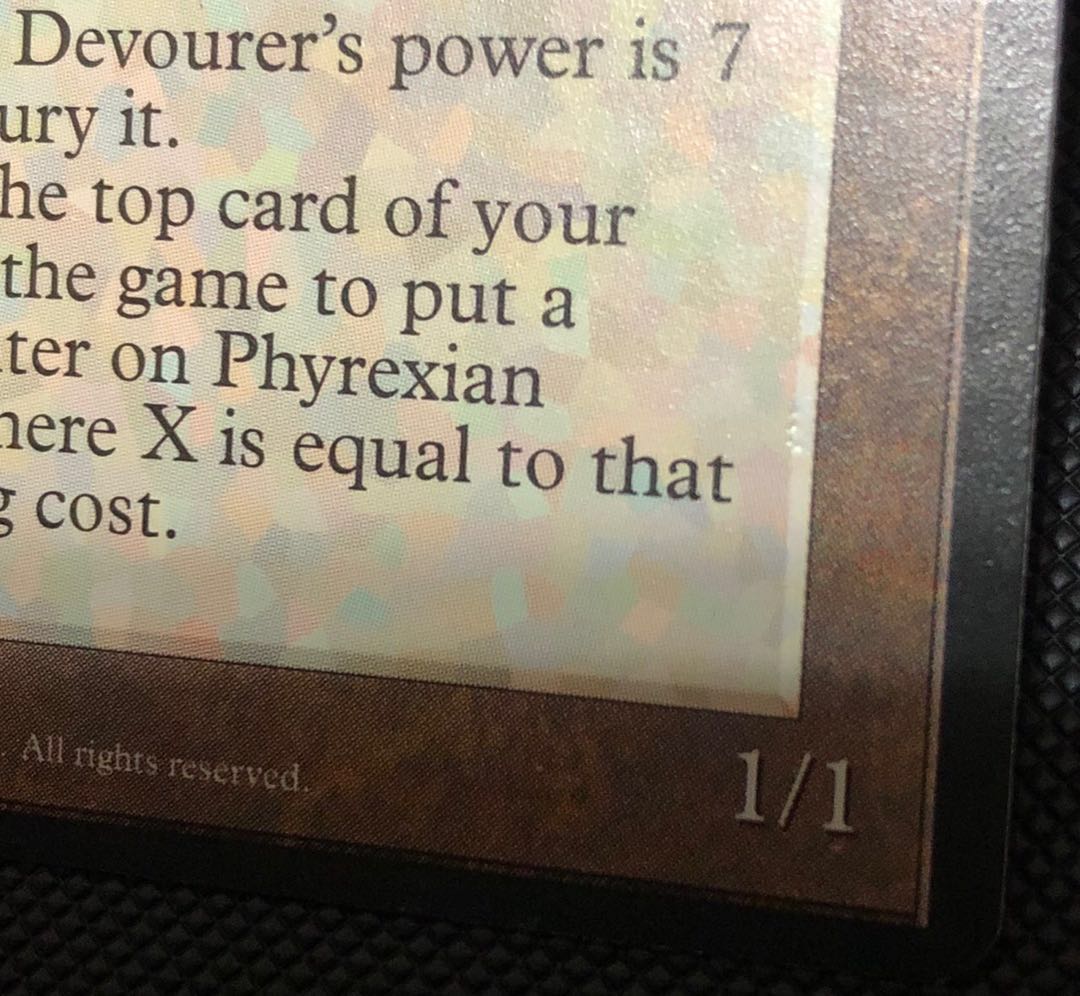 Devourer's power is 7
ury it.
he top card of your
the game to put a
ter on Phyrexian
here X is equal to that
g cost.
. All rights reserved.
1/1